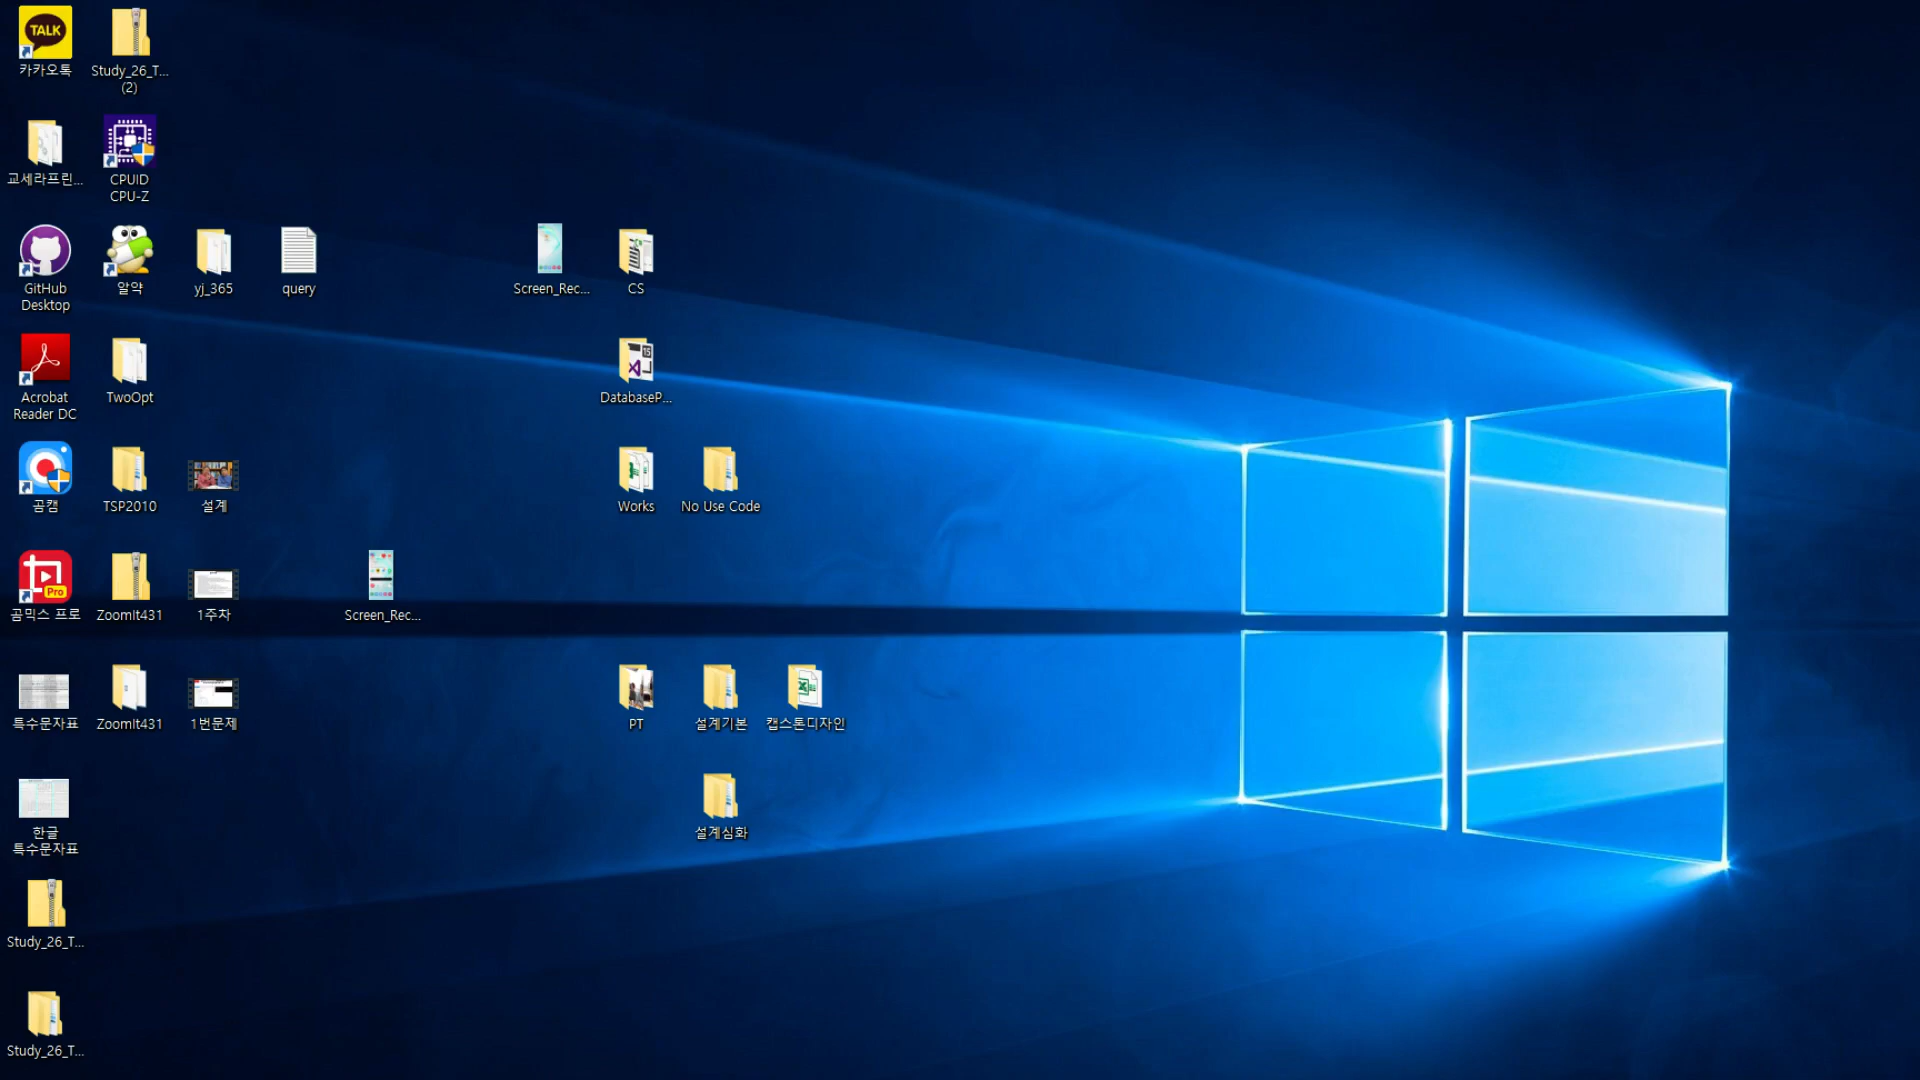 TALK
카카오톡
Study_26_T...
(2)
교세라프린...
CPUID
CPU-Z
GitHub
Desktop
알약
yj_365
query
Screen_Rec...
CS
Acrobat
Reader DC
TwoOpt
15
DatabaseP...
곰캠
TSP2010
설계
Works
No Use Code
Pro
곰믹스 프로
ZoomIt431
1주차
Screen_Rec...
특수문자표
ZoomIt431
1번문제
PT
설계기본
캡스톤디자인
한글
특수문자표
설계심화
Study_26_T...
Study_26_T...